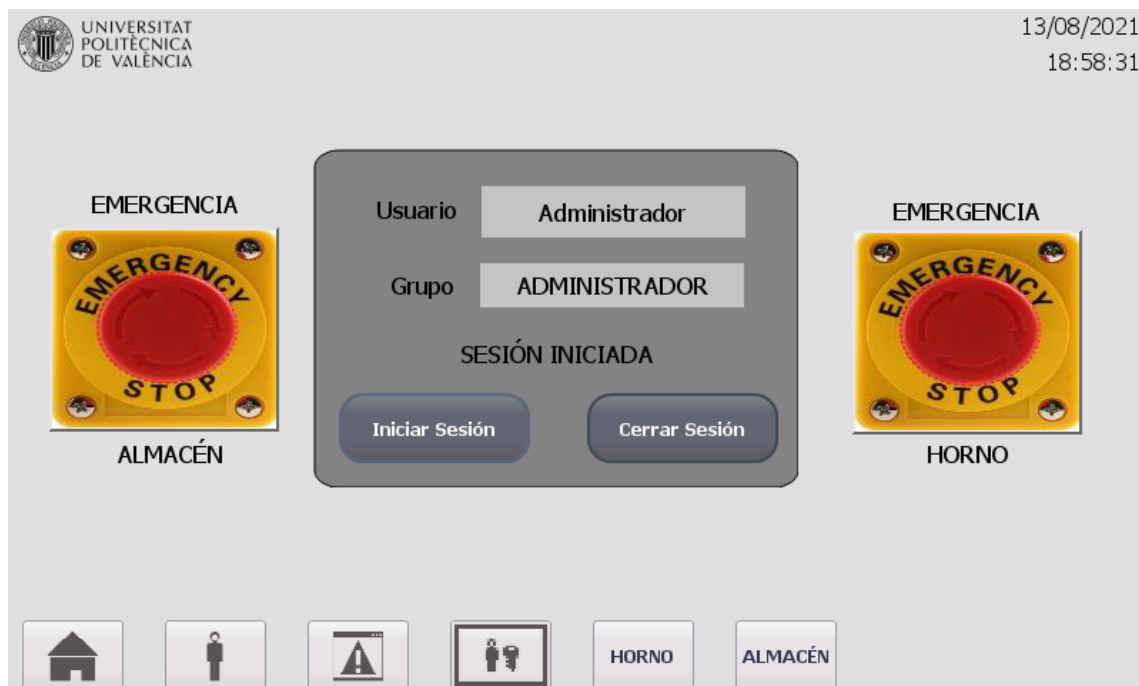 UNIVERSITAT
POLITÈCNICA
DE VALÈNCIA
13/08/2021
18:58:31
EMERGENCIA
EMERGENCY
STOP
ALMACÉN
Usuario Administrador
Grupo ADMINISTRADOR
SESIÓN INICIADA
Iniciar Sesión Cerrar Sesión
EMERGENCIA
EMERGENCY
STOP
HORNO
HORNO ALMACÉN